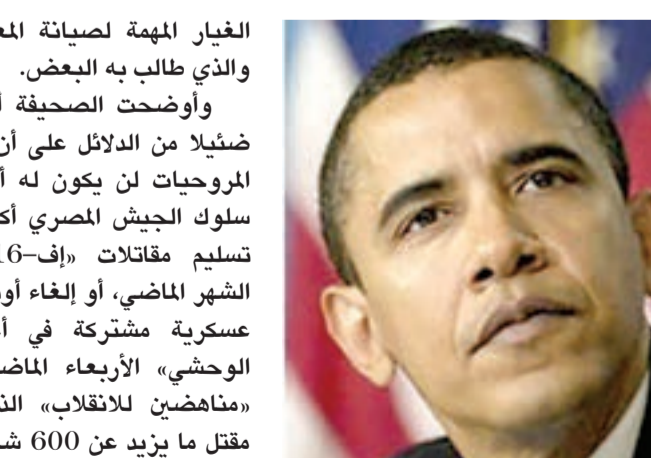 الغيار المهمة لصيانة
والذي طالب به البعض.
وأوضحت الصحيفة
ضئيلا من الدلائل على أن
المروحيات لن يكون له
سلوك الجيش المصري
تسليم مقاتلات «إف-16
الشهر الماضي، أو إلغاء
عسكرية مشتركة في
الوحشي» الأربعاء
«مناهضين للانقلاب»
مقتل ما يزيد عن 600